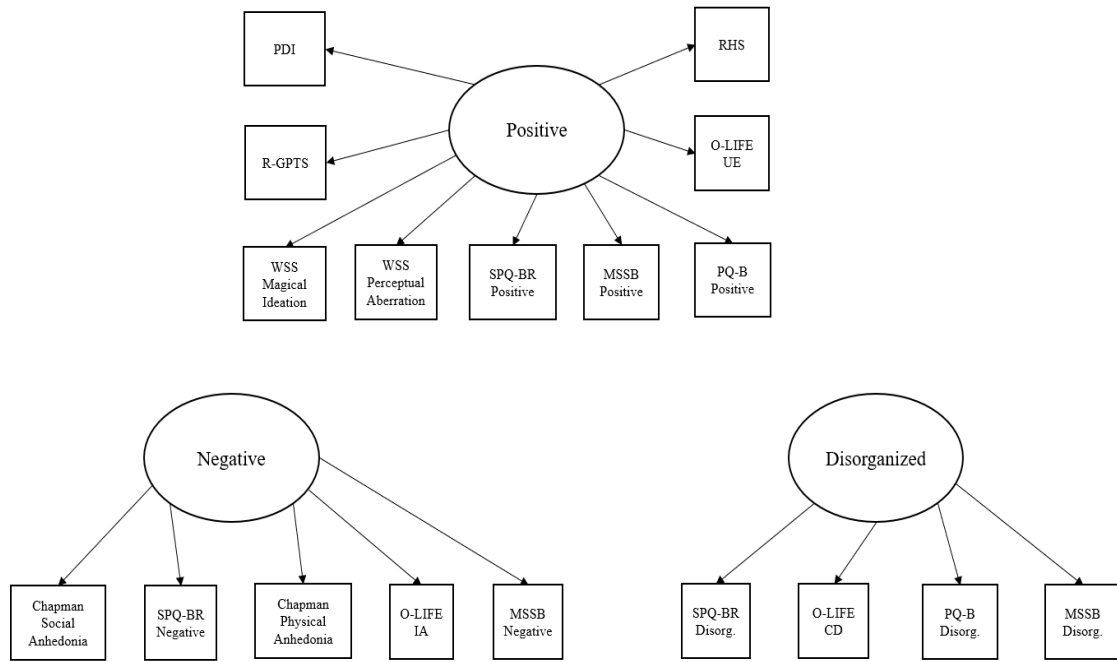 PDI
RHS
Positive
R-GPTS
O-LIFE
UE
WSS
Magical
Ideation
WSS
Perceptual
Aberration
SPQ-BR
Positive
MSSB
Positive
PQ-B
Positive
Negative
Disorganized
Chapman
Social
Anhedonia
SPQ-BR
Negative
Chapman
Physical
Anhedonia
O-LIFE
IA
MSSB
Negative
SPQ-BR
Disorg.
O-LIFE
CD
PQ-B
Disorg.
MSSB
Disorg.